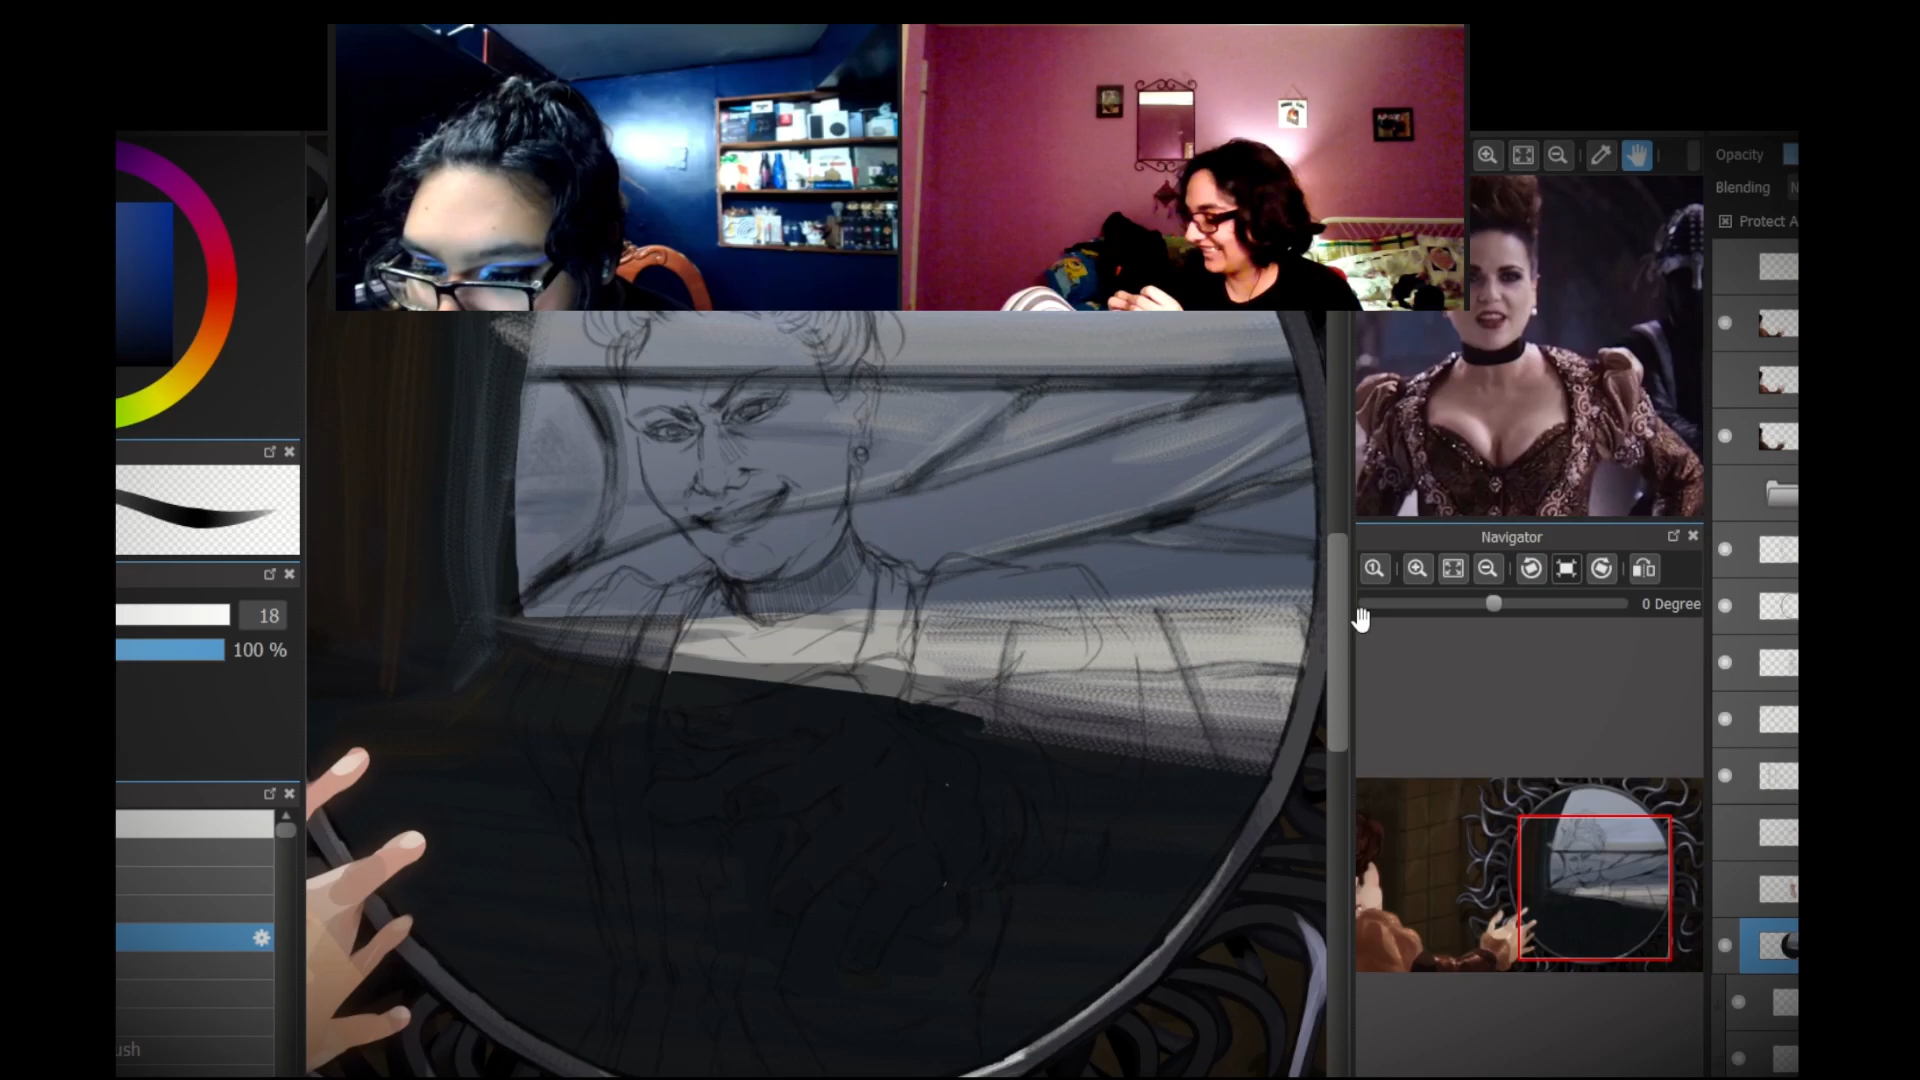 Opacity
Blending N
Protect A
Navigator
0 Degree
18
100 %
ush